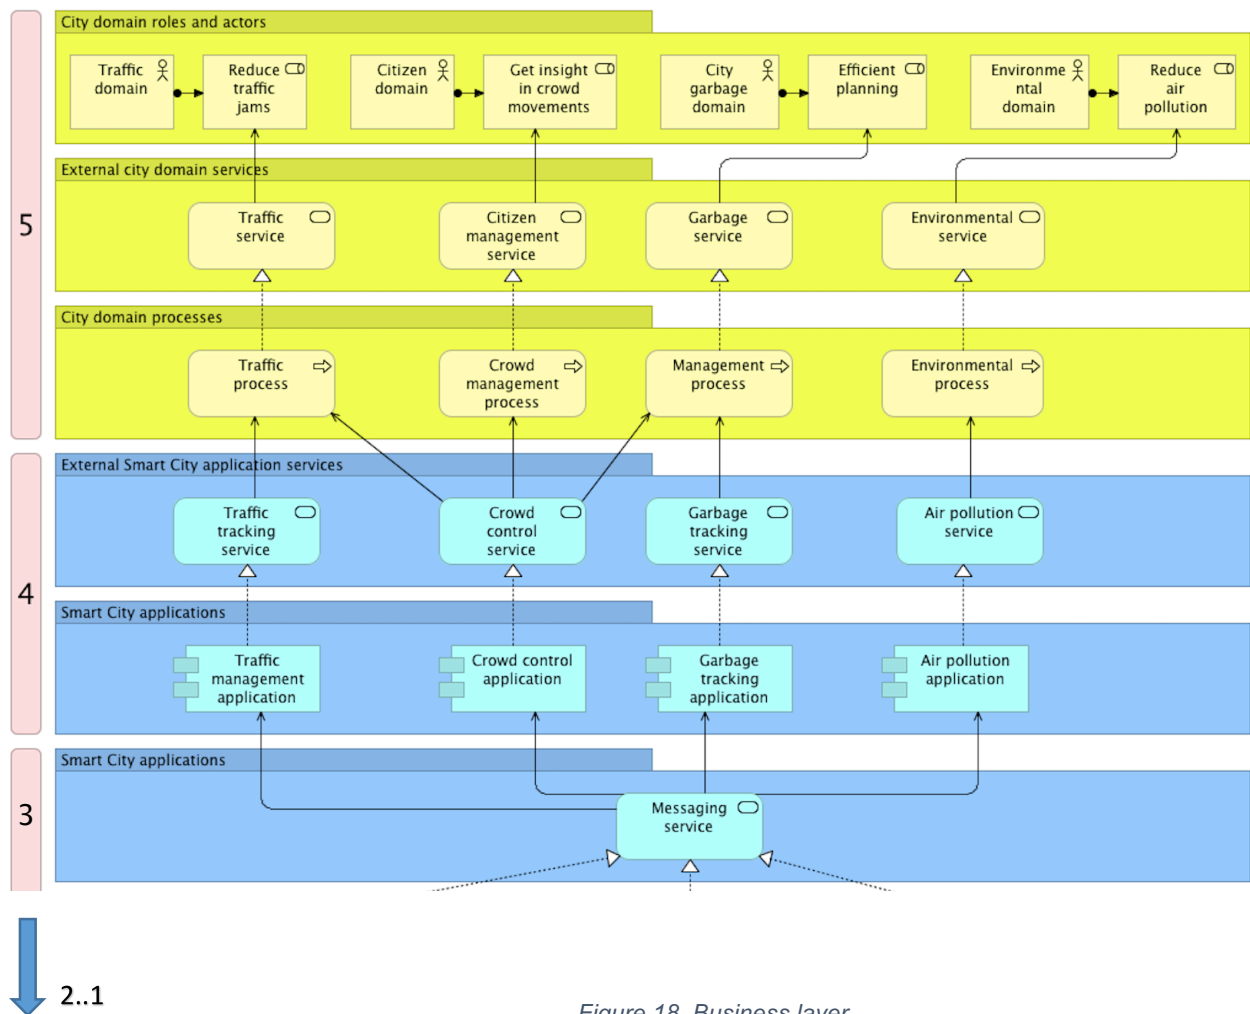 City domain roles and actors
Traffic
domain
Reduce
traffic
jams
Citizen
domain
Get insight
in crowd
movements
City
garbage
domain
Efficient
planning
Environme
ntal
domain
Reduce
air
pollution
5
External city domain services
Traffic
service
Citizen
management
service
Garbage
service
Environmental
service
City domain processes
Traffic
process
Crowd
management
process
Management
process
Environmental
process
4
External Smart City application services
Traffic
tracking
service
Crowd
control
service
Garbage
tracking
service
Air pollution
service
Smart City applications
Traffic
management
application
Crowd control
application
Garbage
tracking
application
Air pollution
application
3
Smart City applications
Messaging
service
2..1
Figure 18. Business layer